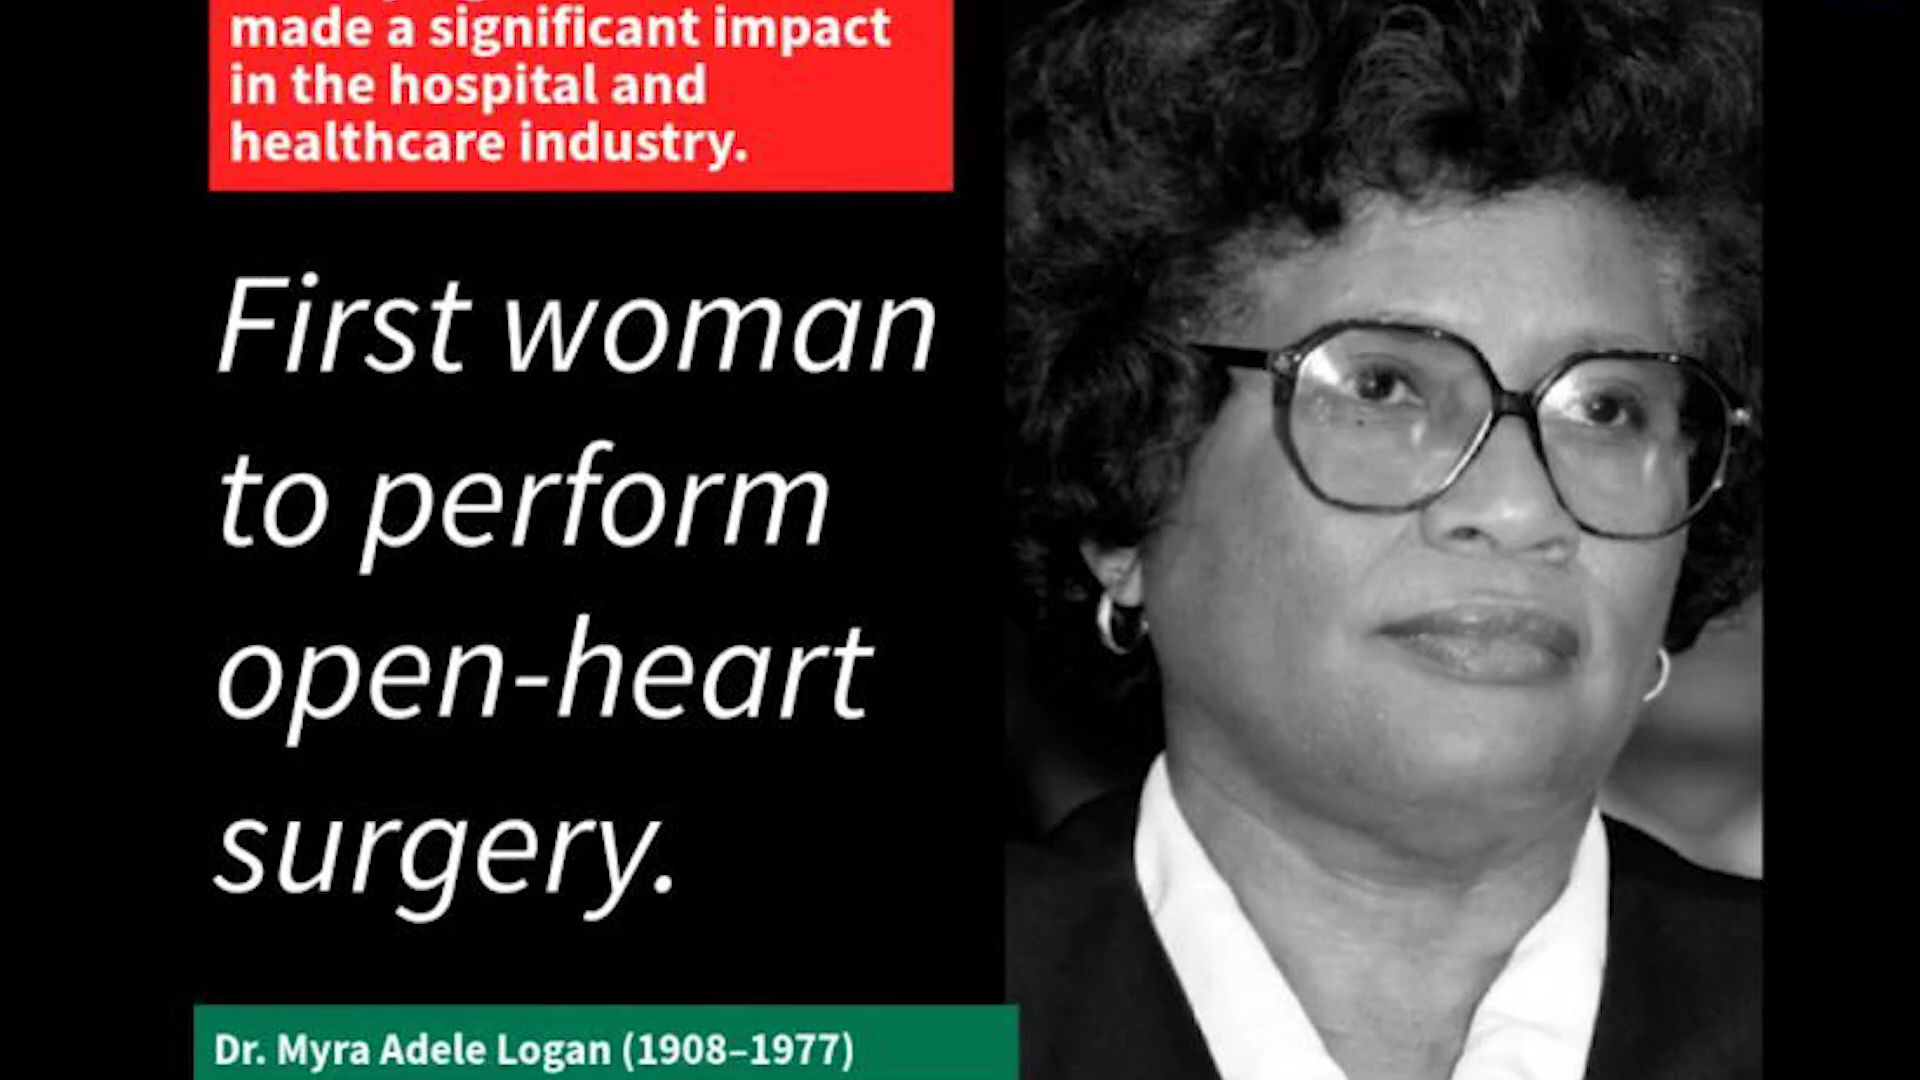 made a significant impact
in the hospital and
healthcare industry.
First woman
to perform
open-heart
surgery.
Dr. Myra Adele Logan (1908–1977)